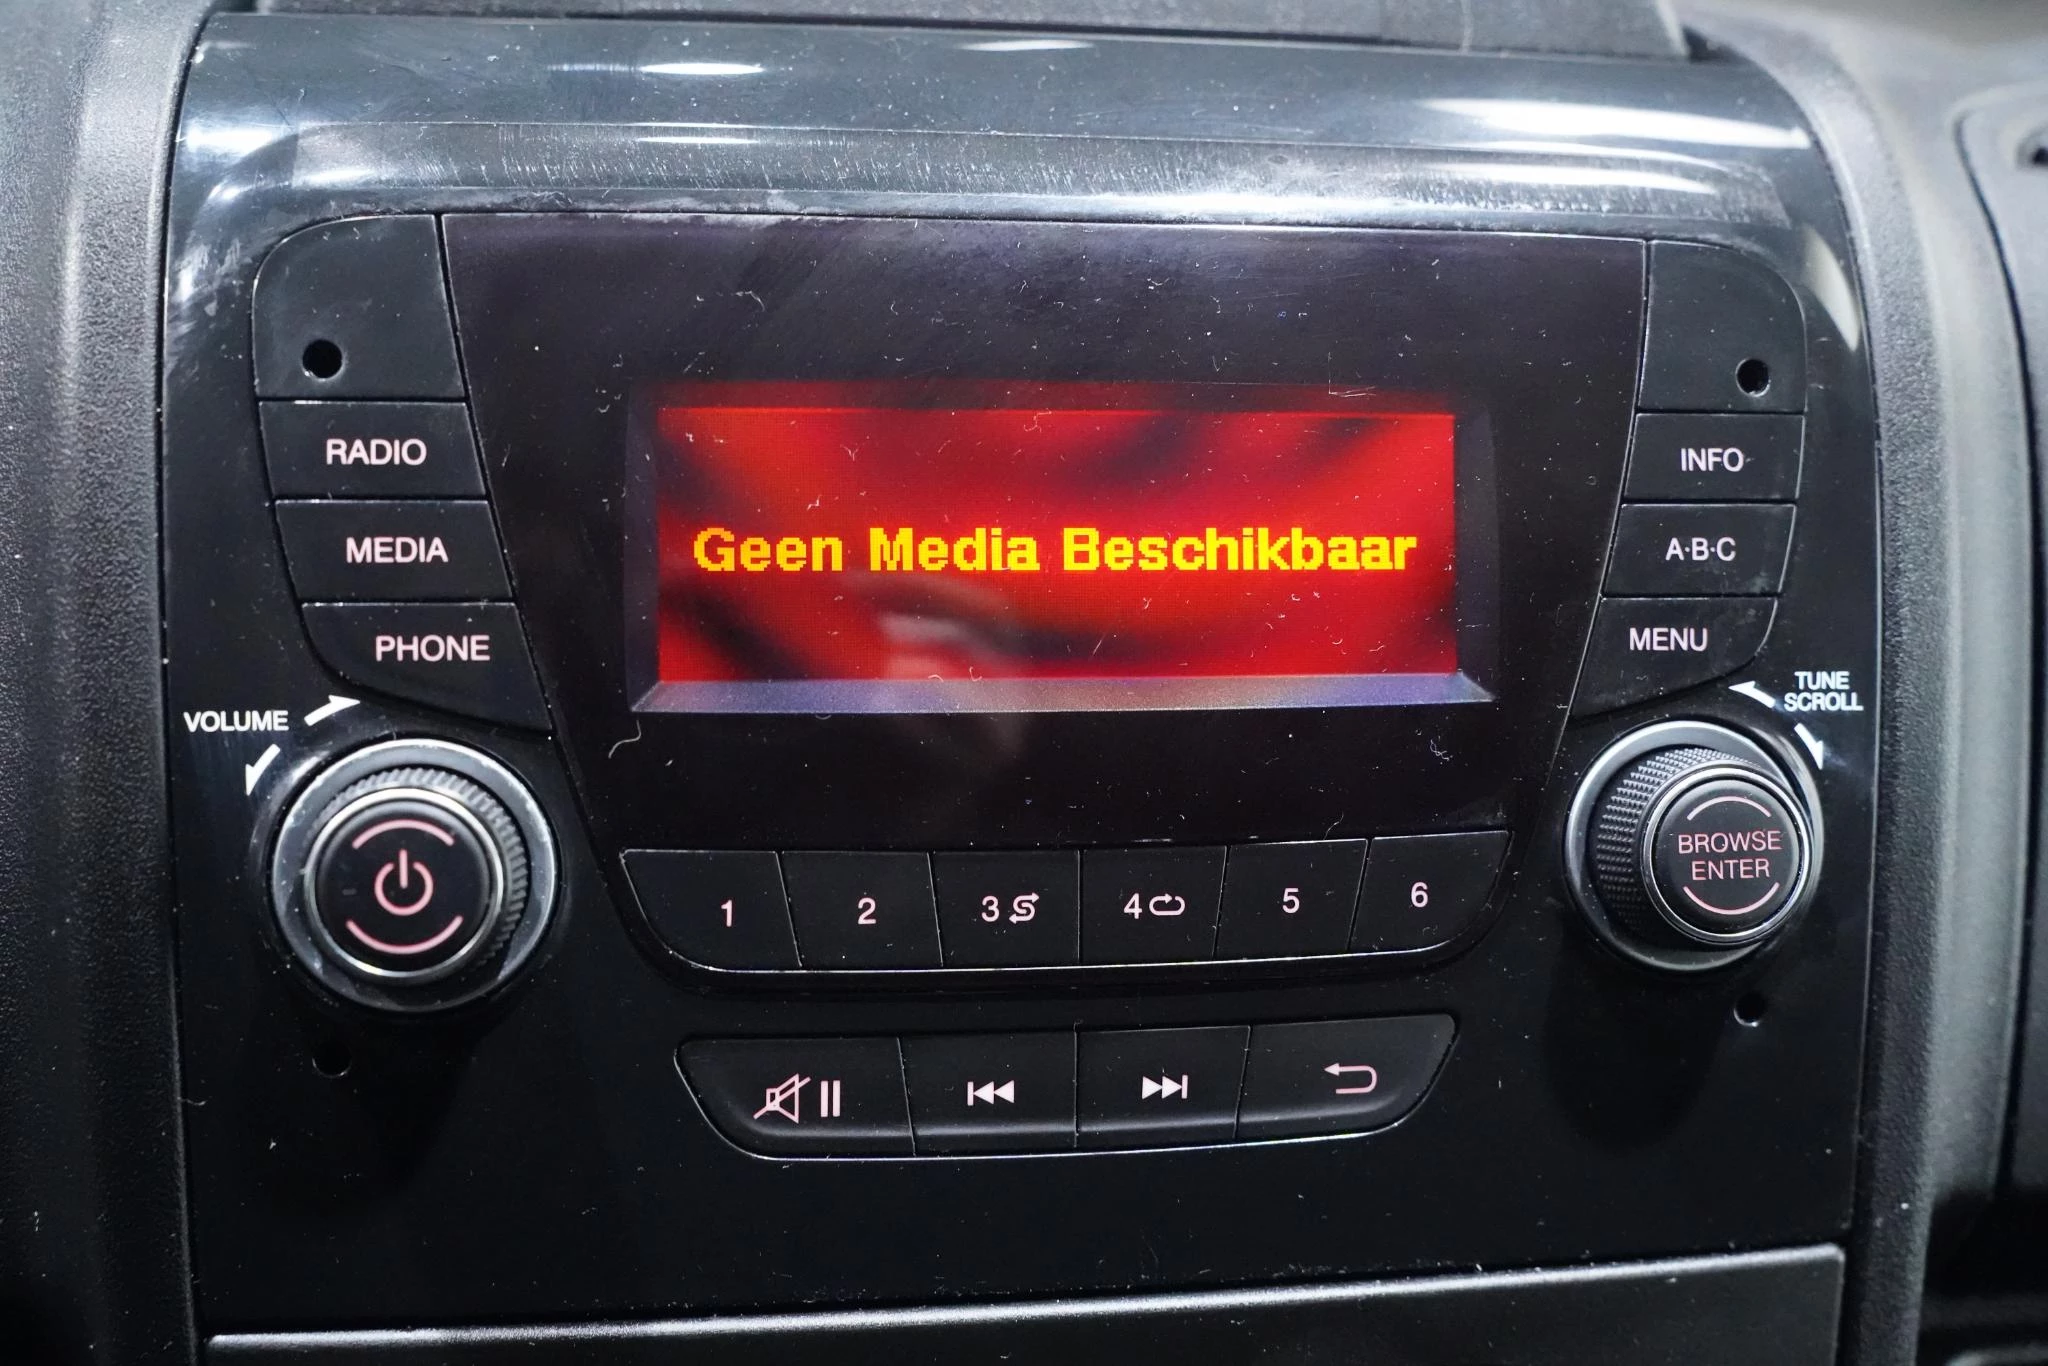 RADIO
MEDIA
PHONE
VOLUME
Geen Media Beschikbaar
INFO
A·B·C
MENU
TUNE
SCROLL
BROWSE
ENTER
1
2
3
4
5
6